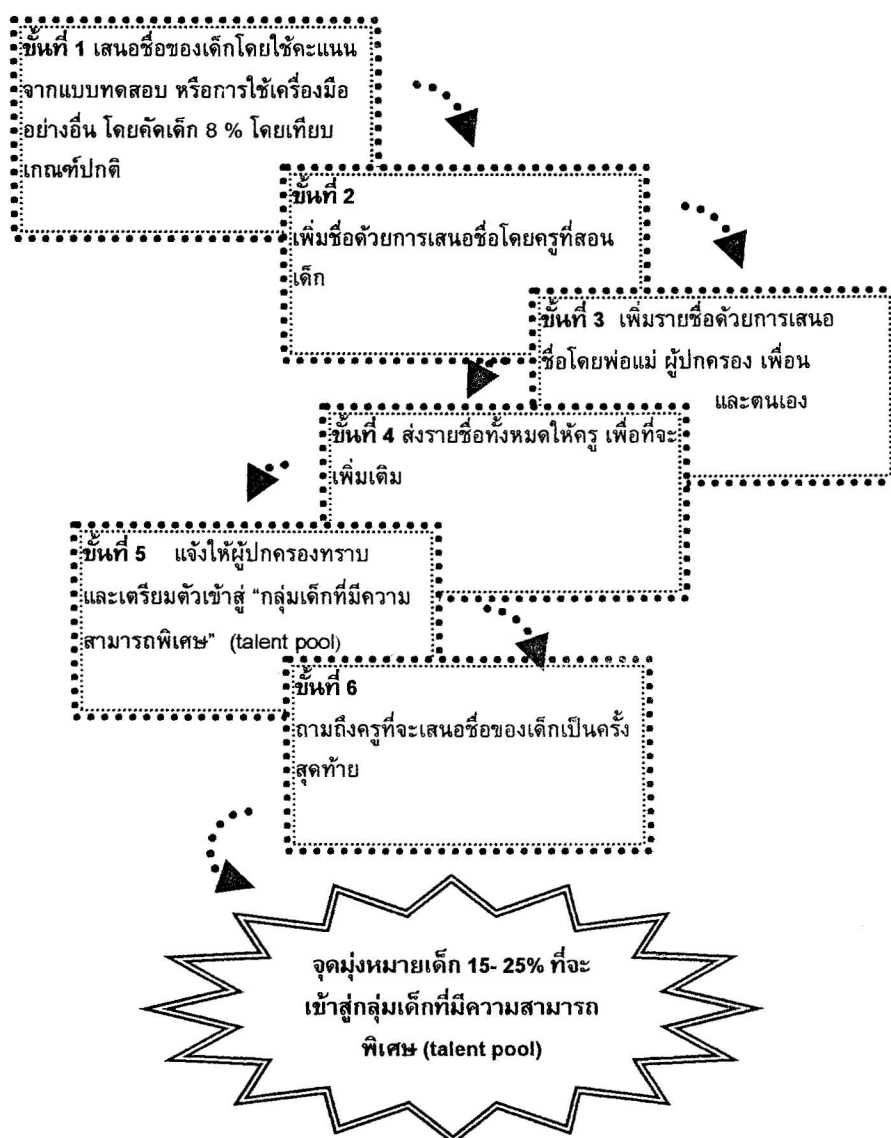 ขั้นที่ 1 เสนอชื่อของเด็กโดยใช้คะแนน
จากแบบทดสอบ หรือการใช้เครื่องมือ
อย่างอื่น โดยคัดเด็ก 8 % โดยเทียบ
เกณฑ์ปกติ
ขั้นที่ 2
เพิ่มชื่อด้วยการเสนอชื่อโดยครูที่สอน
เด็ก
ขั้นที่ 3 เพิ่มรายชื่อด้วยการเสนอ
ชื่อโดยพ่อแม่ ผู้ปกครอง เพื่อน
และตนเอง
ขั้นที่ 4 ส่งรายชื่อทั้งหมดให้ครู เพื่อที่จะ
เพิ่มเติม
ขั้นที่ 5 แจ้งให้ผู้ปกครองทราบ
และเตรียมตัวเข้าสู่ “กลุ่มเด็กที่มีความ
สามารถพิเศษ” (talent pool)
ขั้นที่ 6
ถามถึงครูที่จะเสนอชื่อของเด็กเป็นครั้ง
สุดท้าย
จุดมุ่งหมายเด็ก 15- 25% ที่จะ
เข้าสู่กลุ่มเด็กที่มีความสามารถ
พิเศษ (talent pool)